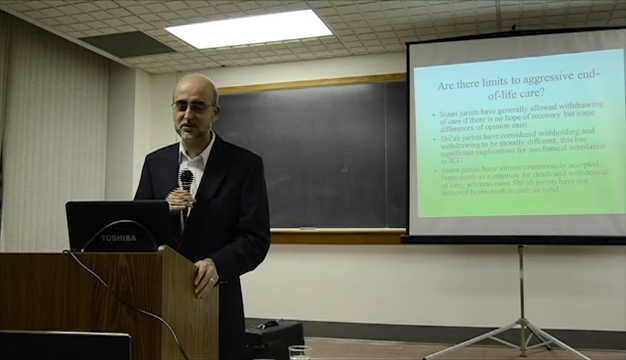 Are there limits to aggressive end-
of-life care?
Sunni jurists have generally allowed withdrawing
of care if there is no hope of recovery but some
differences of opinion exist
Shi'ah jurists have considered withholding and
withdrawing to be morally different; this has
significant implications for mechanical ventilation
in ICU
Sunni jurists have almost unanimously accepted
brain death as a criterion for death and withdrawal
of care, whereas most Shi'ah jurists have not
accepted brain death to date as valid
TOSHIBA